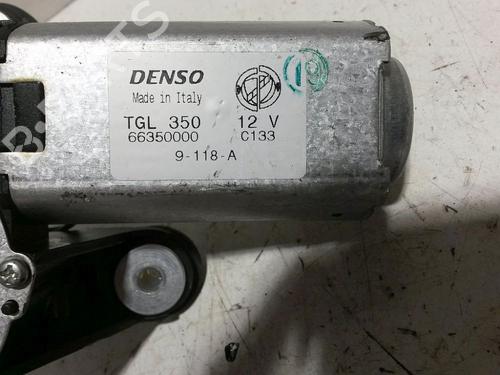 DENSO
Made in Italy
TGL 350 12 V
66350000 C133
9-118-A